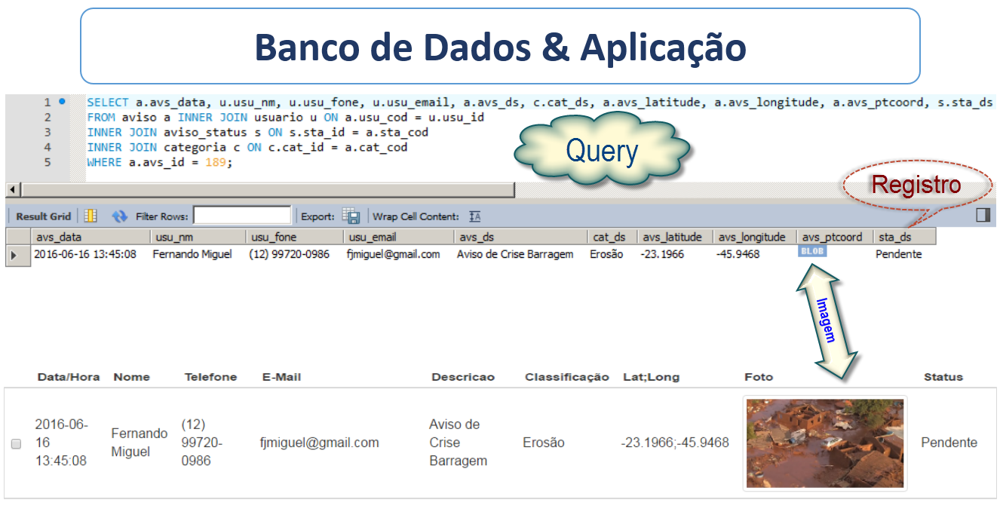 Banco de Dados & Aplicação
1 SELECT a.avs_data, u.usu_nm, u.usu_fone, u.usu_email, a.avs_ds, c.cat_ds, a.avs_latitude, a.avs_longitude, a.avs_ptcoord, s.sta_ds
2 FROM aviso a INNER JOIN usuario u ON a.usu_cod = u.usu_id
3 INNER JOIN aviso_status s ON s.sta_id = a.sta_cod
4 INNER JOIN categoria c ON c.cat_id = a.cat_cod
5 WHERE a.avs_id = 189;
Query
Registro
Result Grid Filter Rows: Export: Wrap Cell Content:
avs_data usu_nm usu_fone usu_email avs_ds cat_ds avs_latitude avs_longitude avs_ptcoord sta_ds
2016-06-16 13:45:08 Fernando Miguel (12) 99720-0986 fjmiguel@gmail.com Aviso de Crise Barragem Erosão -23.1966 -45.9468 BLOB Pendente
Imagem
Data/Hora Nome Telefone E-Mail Descricao Classificação Lat;Long Foto Status
2016-06-
16
13:45:08
Fernando
Miguel
(12)
99720-
0986
fjmiguel@gmail.com
Aviso de
Crise
Barragem
Erosão
-23.1966;-45.9468
Pendente